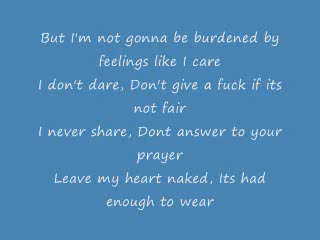 But I'm not gonna be burdened by
feelings like I care
I don't dare, Don't give a fuck if its
not fair
I never share, Dont answer to your
prayer
Leave my heart naked, Its had
enough to wear